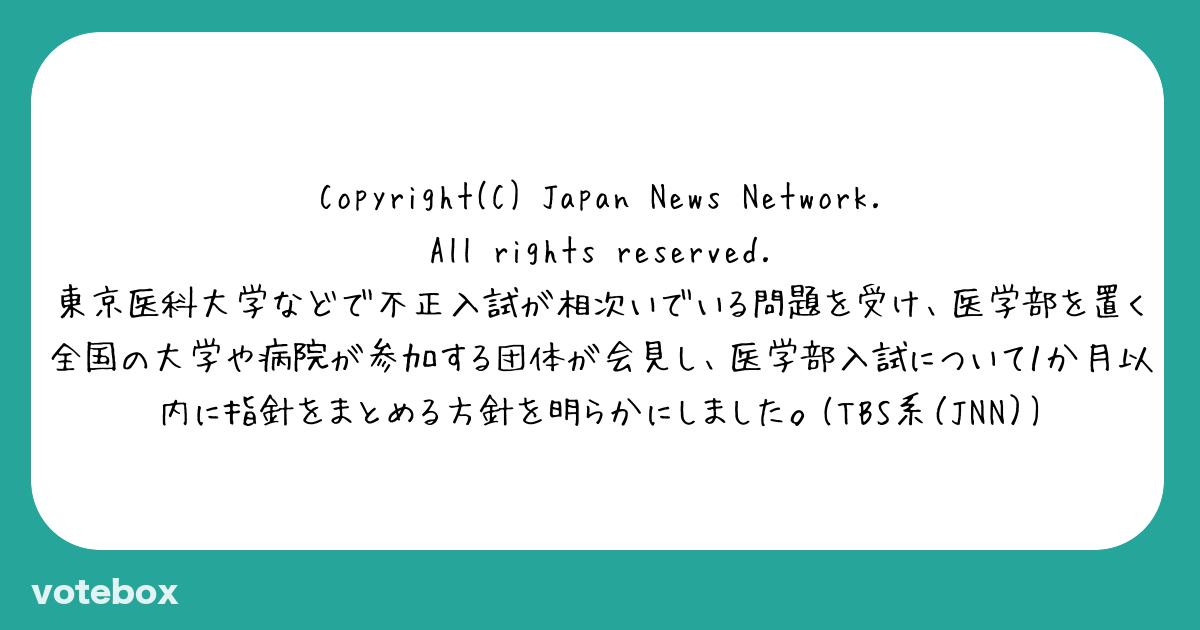 Copyright(C) Japan News Network.
All rights reserved.
東京医科大学などで不正入試が相次いでいる問題を受け、医学部を置く
全国の大学や病院が参加する団体が会見し、医学部入試について1か月以
内に指針をまとめる方針を明らかにしました。(TBS系(JNN))
votebox